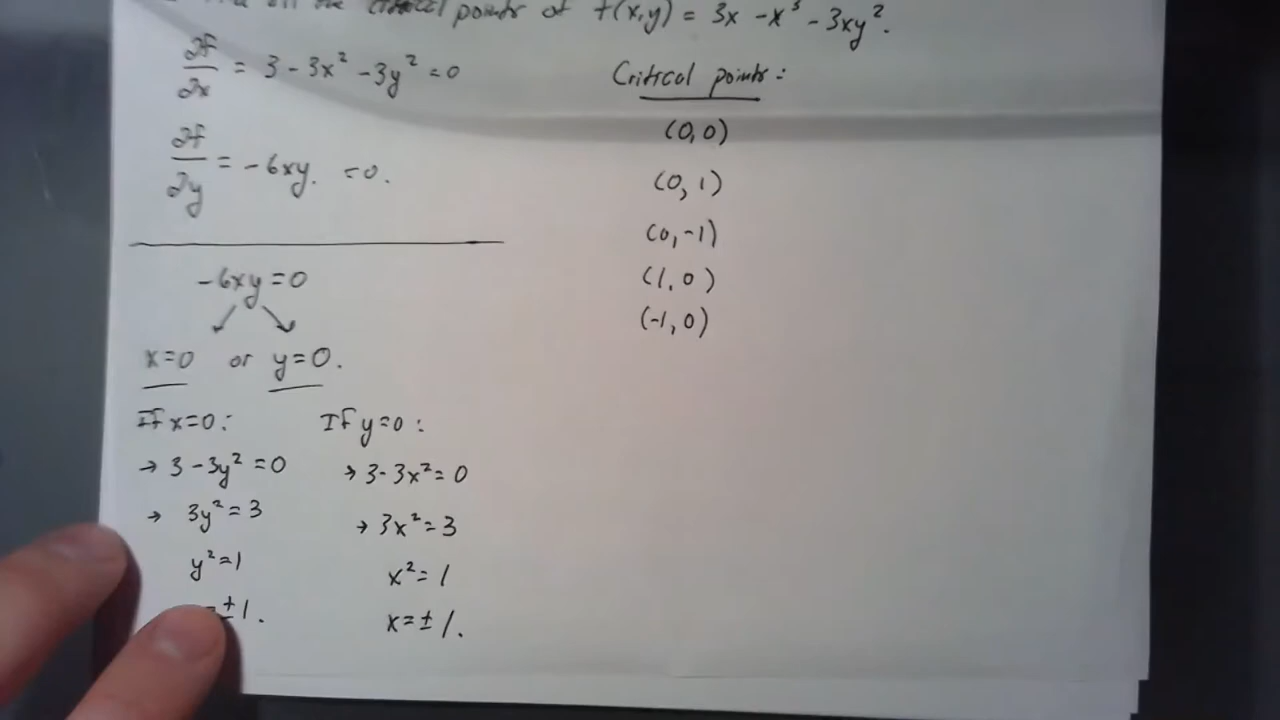 all the critical points of f(x,y) = 3x - x³ - 3xy².
∂f/∂x = 3 - 3x² - 3y² = 0
∂f/∂y = -6xy. = 0.
-6xy = 0
x=0 or y=0.
If x=0:
→ 3 - 3y² = 0
→ 3y² = 3
y² = 1
= ± 1.
If y=0:
→ 3 - 3x² = 0
→ 3x² = 3
x² = 1
x = ± 1.
Critical points:
(0,0)
(0, 1)
(0,-1)
(1, 0)
(-1, 0)